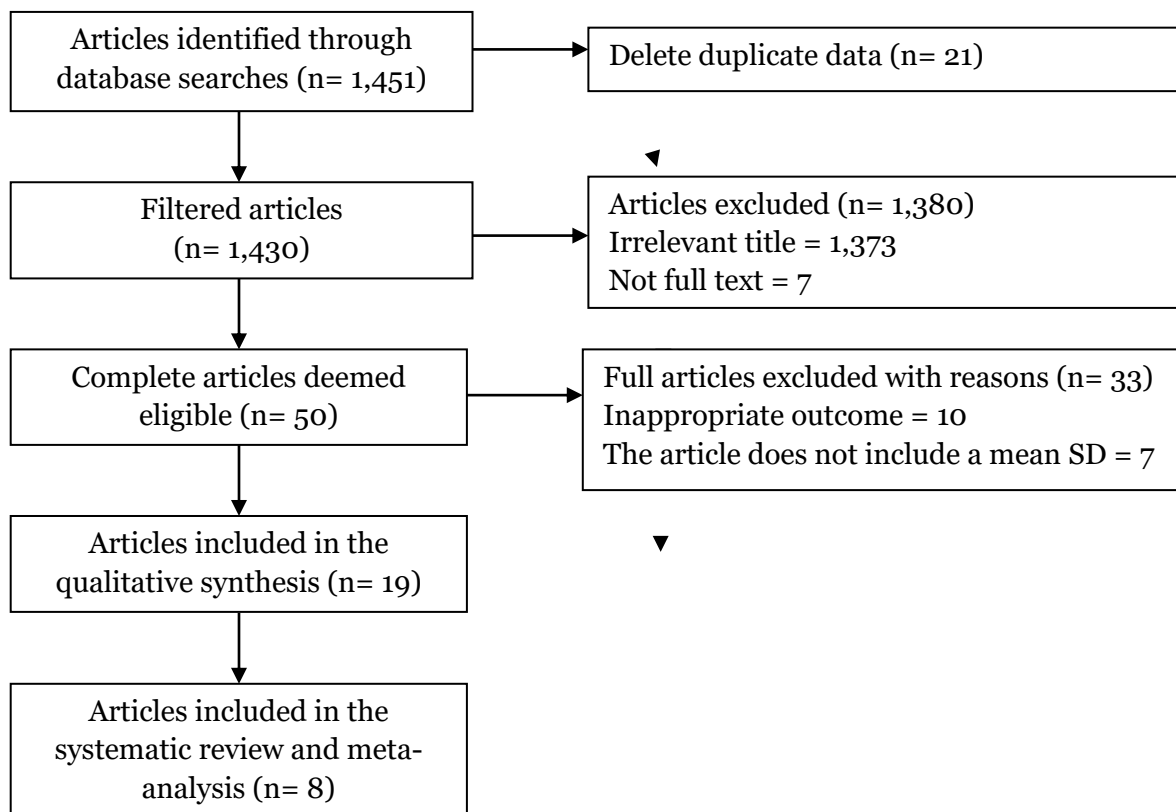 Articles identified through
database searches (n= 1,451)
Delete duplicate data (n= 21)
Filtered articles
(n= 1,430)
Articles excluded (n= 1,380)
Irrelevant title = 1,373
Not full text = 7
Complete articles deemed
eligible (n= 50)
Full articles excluded with reasons (n= 33)
Inappropriate outcome = 10
The article does not include a mean SD = 7
Articles included in the
qualitative synthesis (n= 19)
Articles included in the
systematic review and meta-
analysis (n= 8)